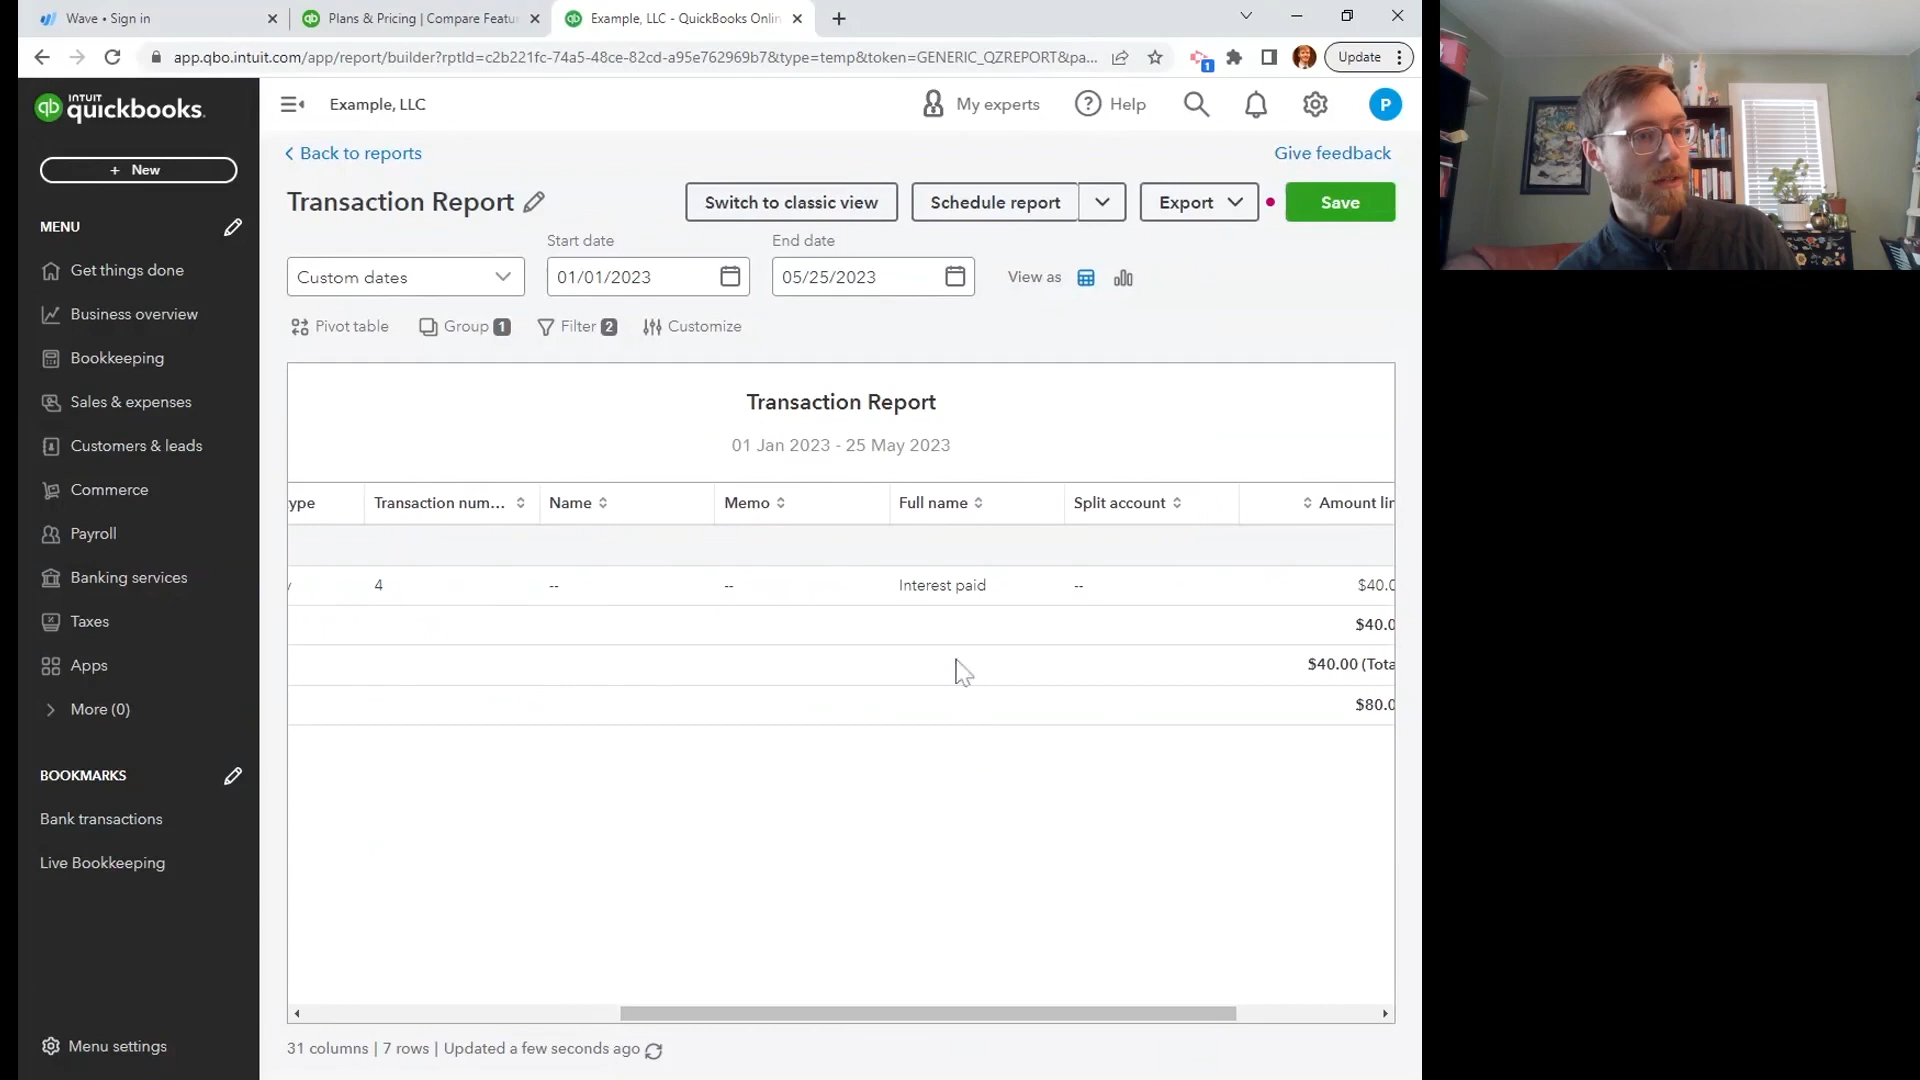 Wave • Sign in
Plans & Pricing | Compare Featu
Example, LLC - QuickBooks Onlin
app.qbo.intuit.com/app/report/builder?rptId=c2b221fc-74a5-48ce-82cd-a95e762969b7&type=temp&token=GENERIC_QZREPORT&pa...
1
Update
qb INTUIT quickbooks.
Example, LLC
My experts
Help
P
+ New
MENU
Get things done
Business overview
Bookkeeping
Sales & expenses
Customers & leads
Commerce
Payroll
Banking services
Taxes
Apps
More (0)
BOOKMARKS
Bank transactions
Live Bookkeeping
Menu settings
Back to reports
Give feedback
Transaction Report
Switch to classic view
Schedule report
Export
Save
Start date
End date
Custom dates
01/01/2023
05/25/2023
View as
Pivot table
Group 1
Filter 2
Customize
Transaction Report
01 Jan 2023 - 25 May 2023
ype
Transaction num...
Name
Memo
Full name
Split account
Amount lin
4
--
--
Interest paid
--
$40.0
$40.0
$40.00 (Tota
$80.0
31 columns | 7 rows | Updated a few seconds ago